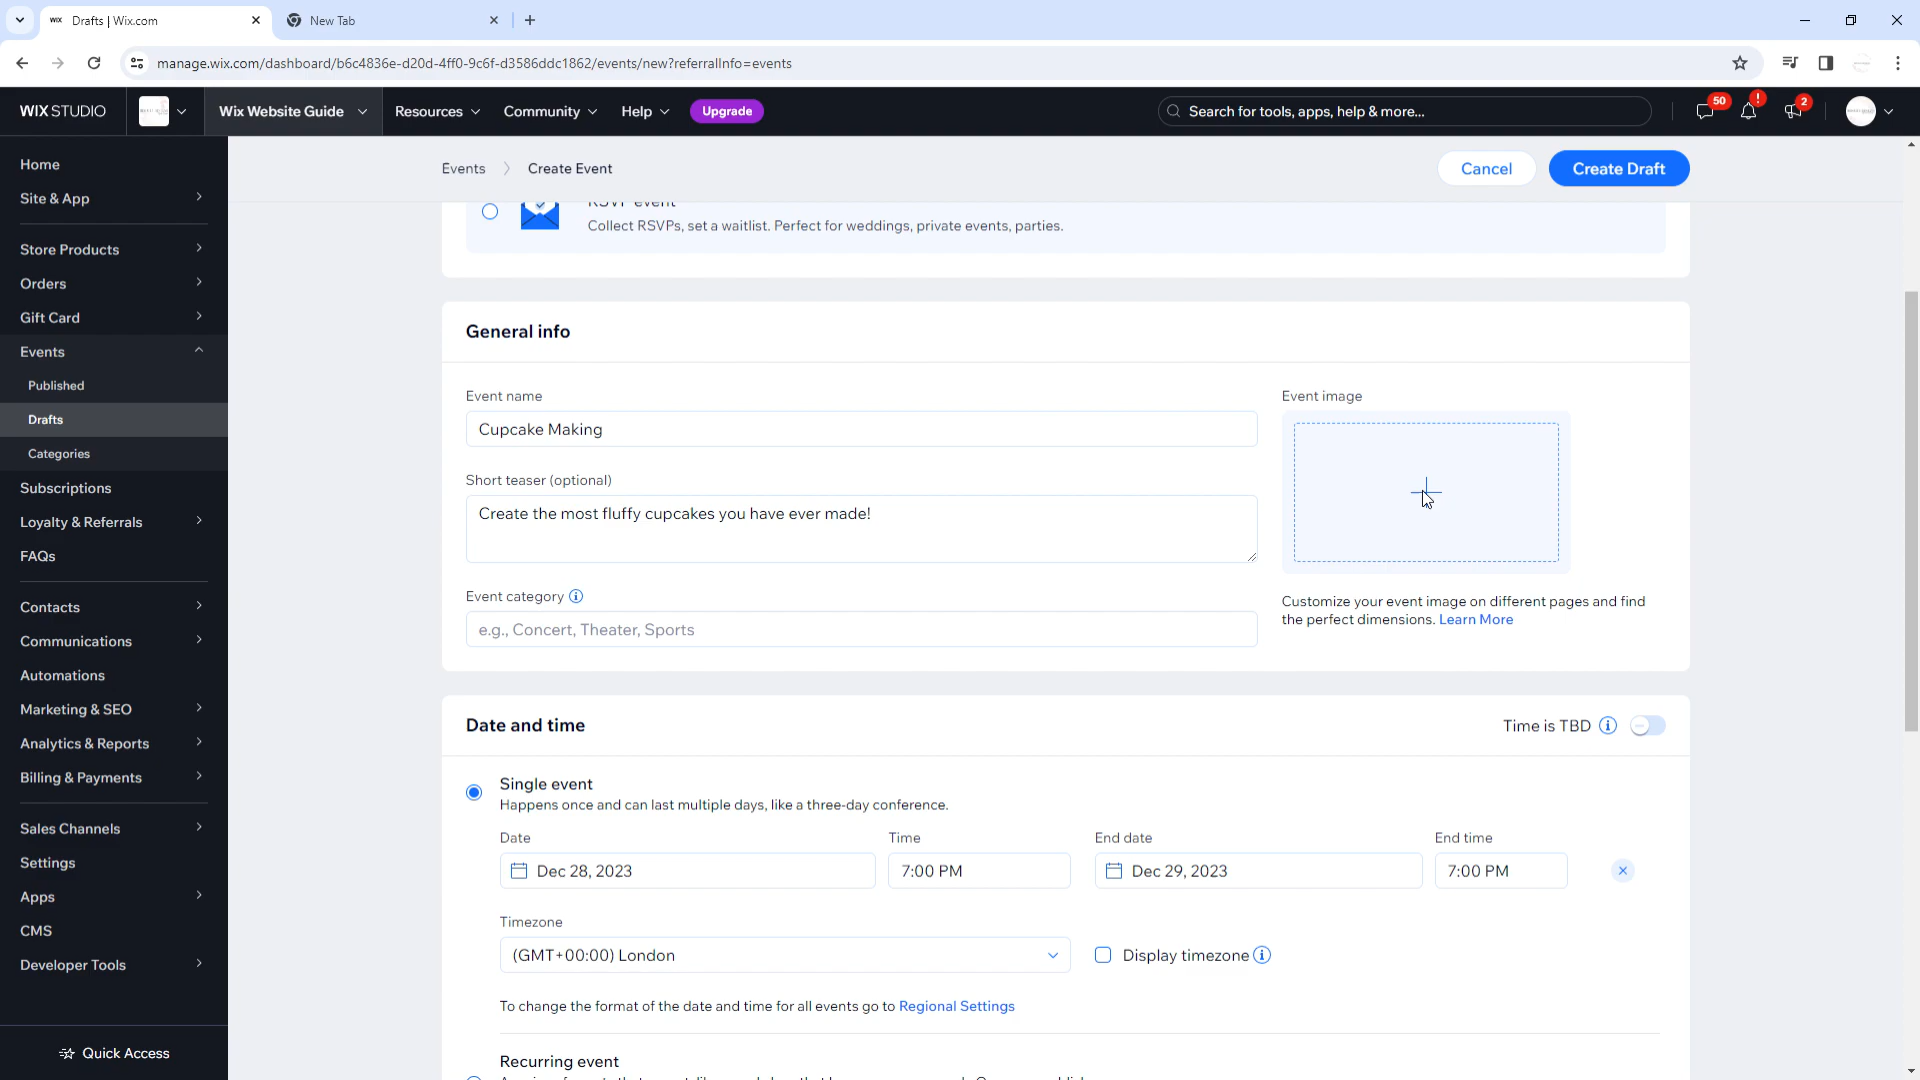 Drafts | Wix.com
New Tab
manage.wix.com/dashboard/b6c4836e-d20d-4ff0-9c6f-d3586ddc1862/events/new?referralInfo=events
WIX STUDIO
Wix Website Guide
Resources
Community
Help
Upgrade
Search for tools, apps, help & more...
50
!
2
Home
Site & App
Store Products
Orders
Gift Card
Events
Published
Drafts
Categories
Subscriptions
Loyalty & Referrals
FAQs
Contacts
Communications
Automations
Marketing & SEO
Analytics & Reports
Billing & Payments
Sales Channels
Settings
Apps
CMS
Developer Tools
Quick Access
Events
Create Event
Cancel
Create Draft
RSVP event
Collect RSVPs, set a waitlist. Perfect for weddings, private events, parties.
General info
Event name
Cupcake Making
Short teaser (optional)
Create the most fluffy cupcakes you have ever made!
Event category
e.g., Concert, Theater, Sports
Event image
Customize your event image on different pages and find
the perfect dimensions. Learn More
Date and time
Time is TBD
Single event
Happens once and can last multiple days, like a three-day conference.
Date
Time
End date
End time
Dec 28, 2023
7:00 PM
Dec 29, 2023
7:00 PM
Timezone
(GMT+00:00) London
Display timezone
To change the format of the date and time for all events go to Regional Settings
Recurring event